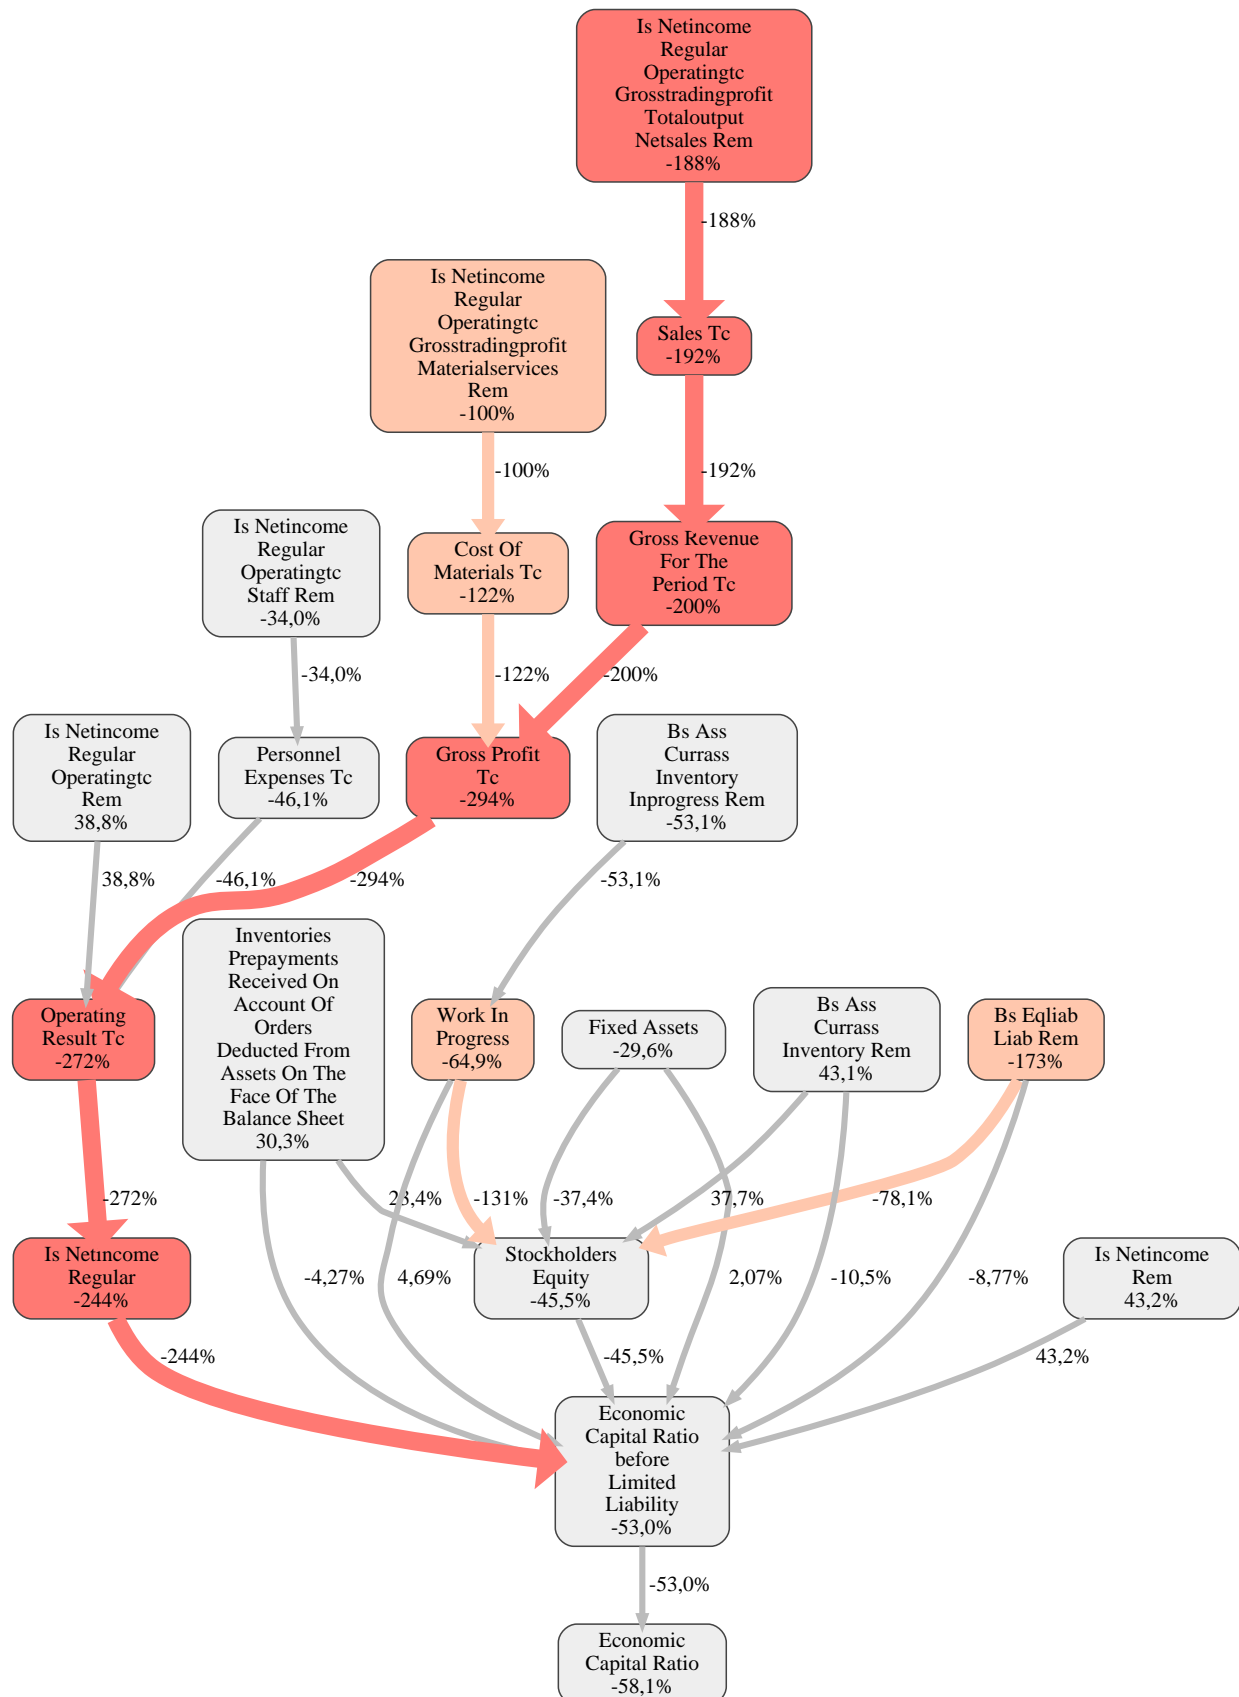 Is Netincome
Regular
Operatingtc
Grosstradingprofit
Totaloutput
Netsales Rem
-188%
-188%
Is Netincome
Regular
Operatingtc
Grosstradingprofit
Materialservices
Rem
-100%
Sales Tc
-192%
-100%
-192%
Is Netincome
Regular
Operatingtc
Staff Rem
-34,0%
Cost Of
Materials Tc
-122%
Gross Revenue
For The
Period Tc
-200%
-34,0%
-122%
-200%
Is Netincome
Regular
Operatingtc
Rem
38,8%
Personnel
Expenses Tc
-46,1%
Gross Profit
Tc
-294%
Bs Ass
Currass
Inventory
Inprogress Rem
-53,1%
38,8%
-46,1%
-294%
-53,1%
Operating
Result Tc
-272%
Inventories
Prepayments
Received On
Account Of
Orders
Deducted From
Assets On The
Face Of The
Balance Sheet
30,3%
Work In
Progress
-64,9%
Fixed Assets
-29,6%
Bs Ass
Currass
Inventory Rem
43,1%
Bs Eqliab
Liab Rem
-173%
-272%
23,4%
-131%
-37,4%
37,7%
-78,1%
Is Netincome
Regular
-244%
-4,27%
4,69%
Stockholders
Equity
-45,5%
2,07%
-10,5%
-8,77%
Is Netincome
Rem
43,2%
-244%
-45,5%
43,2%
Economic
Capital Ratio
before
Limited
Liability
-53,0%
-53,0%
Economic
Capital Ratio
-58,1%